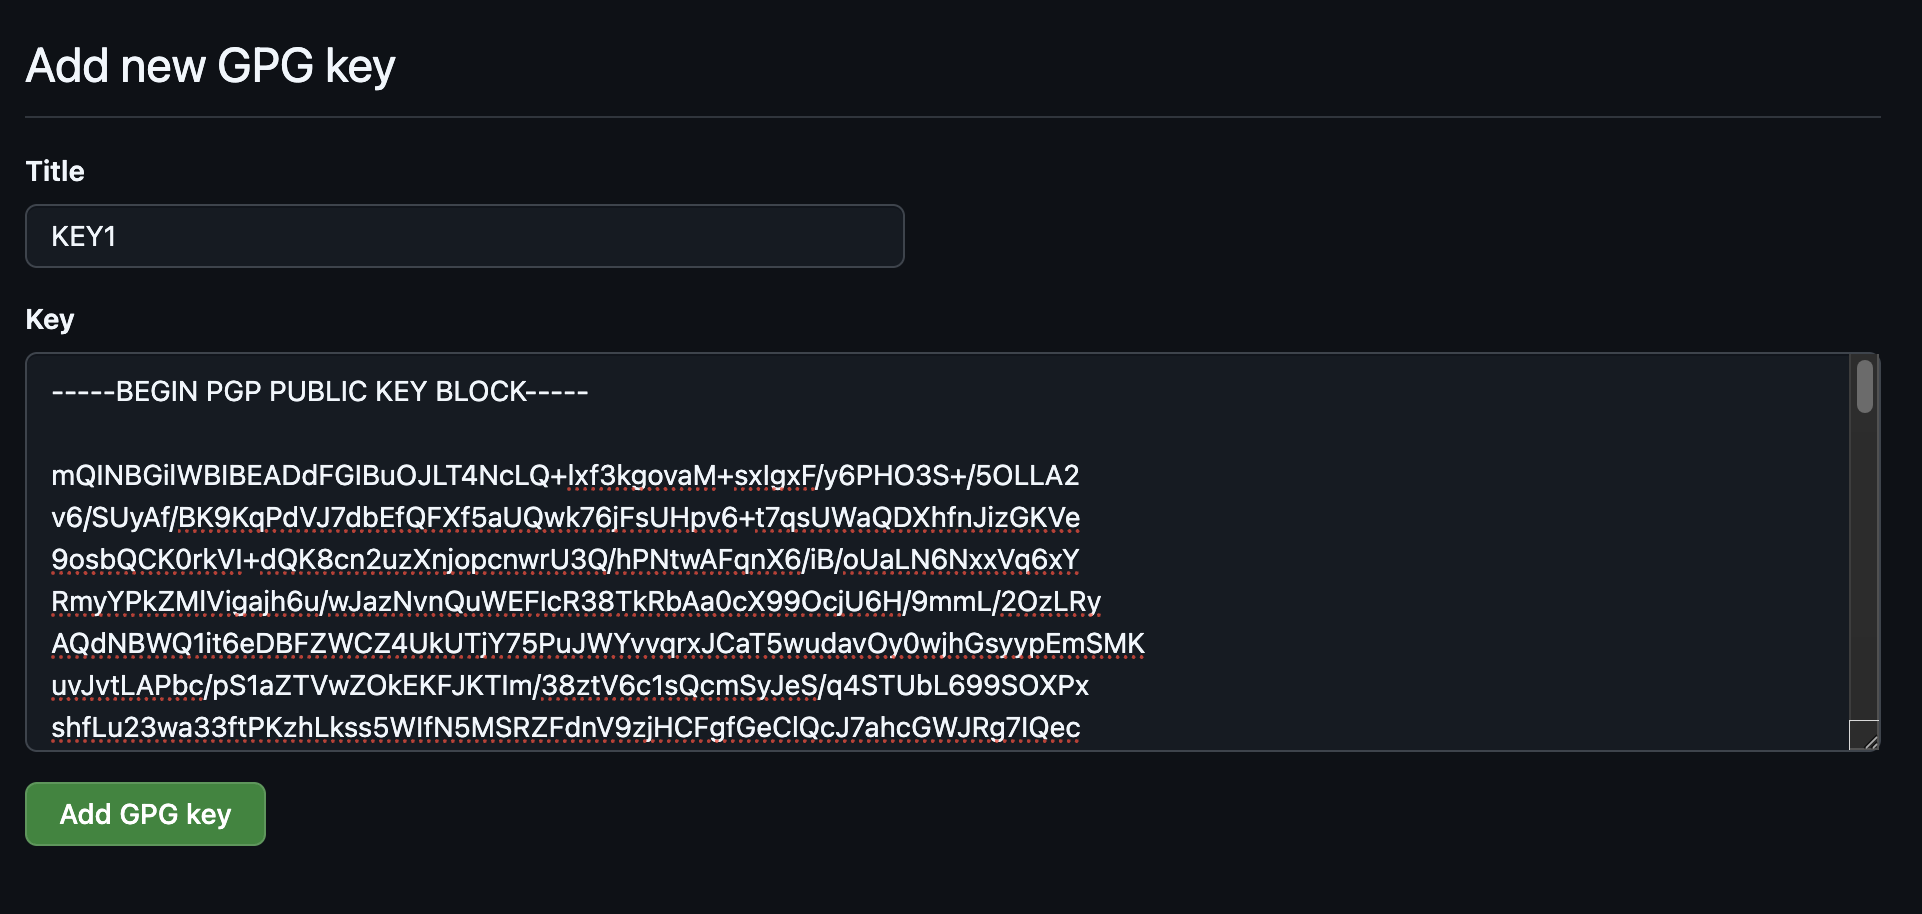 Add new GPG key
Title
KEY1
Key
-----BEGIN PGP PUBLIC KEY BLOCK-----
mQINBGilWBIBEADdFGIBuOJLT4NcLQ+lxf3kgovaM+sxIgxF/y6PHO3S+/5OLLA2
v6/SUyAf/BK9KqPdVJ7dbEfQFXf5aUQwk76jFsUHpv6+t7qsUWaQDXhfnJizGKVe
9osbQCK0rkVI+dQK8cn2uzXnjopcnwrU3Q/hPNtwAFqnX6/iB/oUaLN6NxxVq6xY
RmyYPkZMlVigajh6u/wJazNvnQuWEFIcR38TkRbAa0cX99OcjU6H/9mmL/2OzLRy
AQdNBWQ1it6eDBFZWCZ4UkUTjY75PuJWYvvqrxJCaT5wudavOy0wjhGsyypEmSMK
uvJvtLAPbc/pS1aZTVwZOkEKFJKTIm/38ztV6c1sQcmSyJeS/q4STUbL699SOXPx
shfLu23wa33ftPKzhLkss5WIfN5MSRZFdnV9zjHCFgfGeClQcJ7ahcGWJRg7IQec
Add GPG key